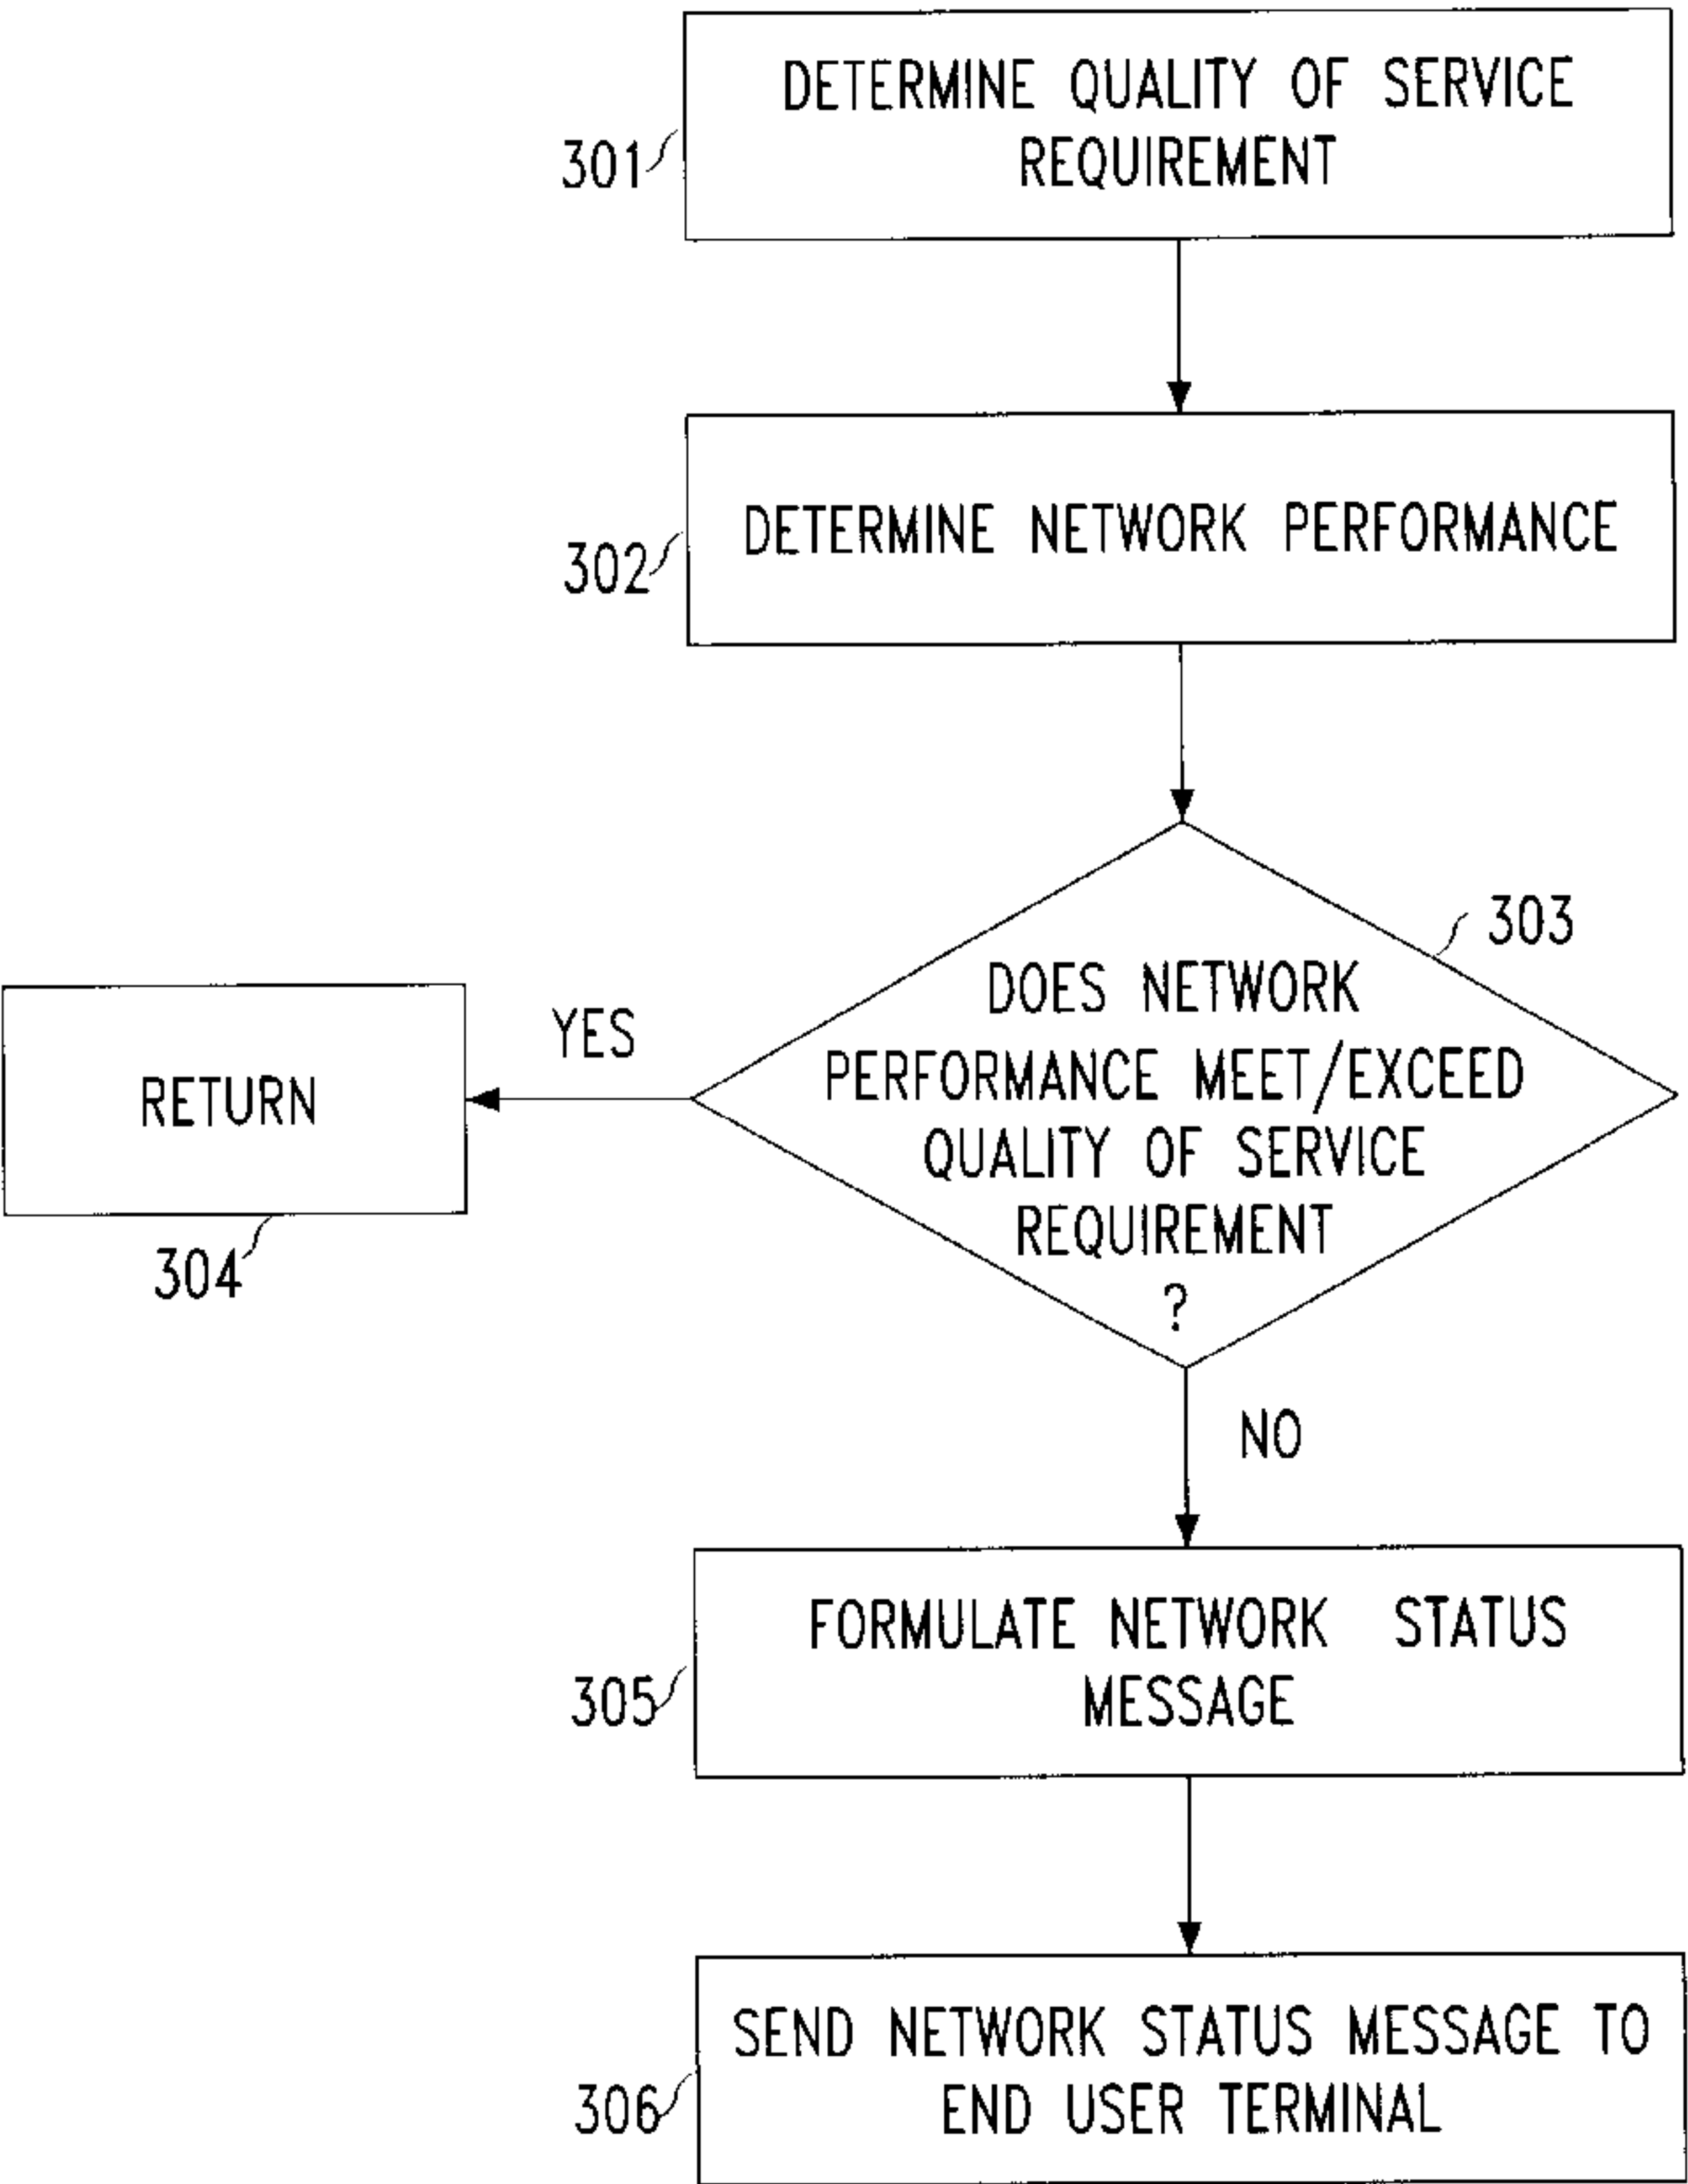 DETERMINE QUALITY OF SERVICE
REQUIREMENT
301
DETERMINE NETWORK PERFORMANCE
302
303
DOES NETWORK
PERFORMANCE MEET/EXCEED
QUALITY OF SERVICE
REQUIREMENT
?
YES
RETURN
304
NO
FORMULATE NETWORK STATUS
MESSAGE
305
SEND NETWORK STATUS MESSAGE TO
END USER TERMINAL
306